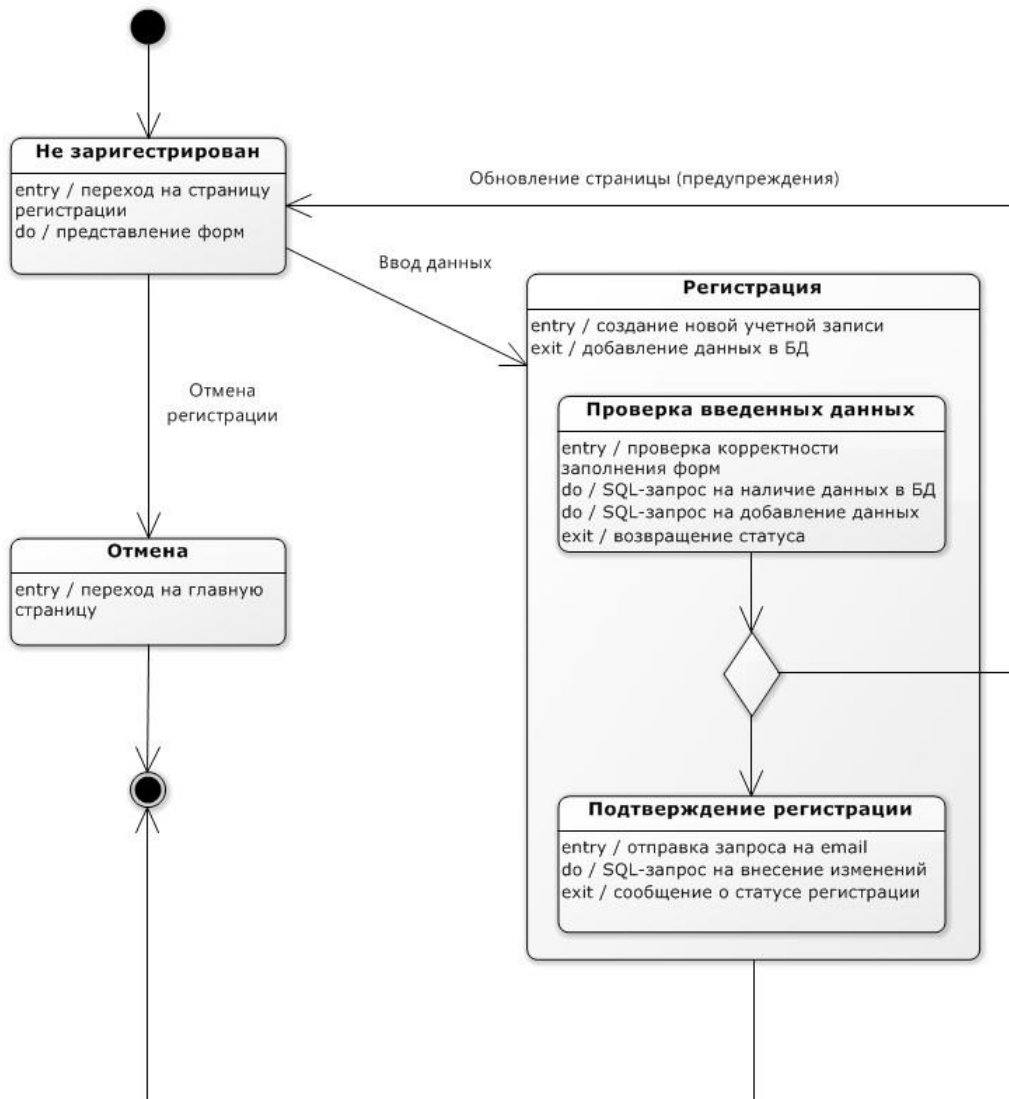 Не заригестрирован
entry / переход на страницу
регистрации
do / представление форм
Обновление страницы (предупреждения)
Ввод данных
Регистрация
entry / создание новой учетной записи
exit / добавление данных в БД
Отмена
регистрации
Проверка введенных данных
entry / проверка корректности
заполнения форм
do / SQL-запрос на наличие данных в БД
do / SQL-запрос на добавление данных
exit / возвращение статуса
Отмена
entry / переход на главную
страницу
Подтверждение регистрации
entry / отправка запроса на email
do / SQL-запрос на внесение изменений
exit / сообщение о статусе регистрации